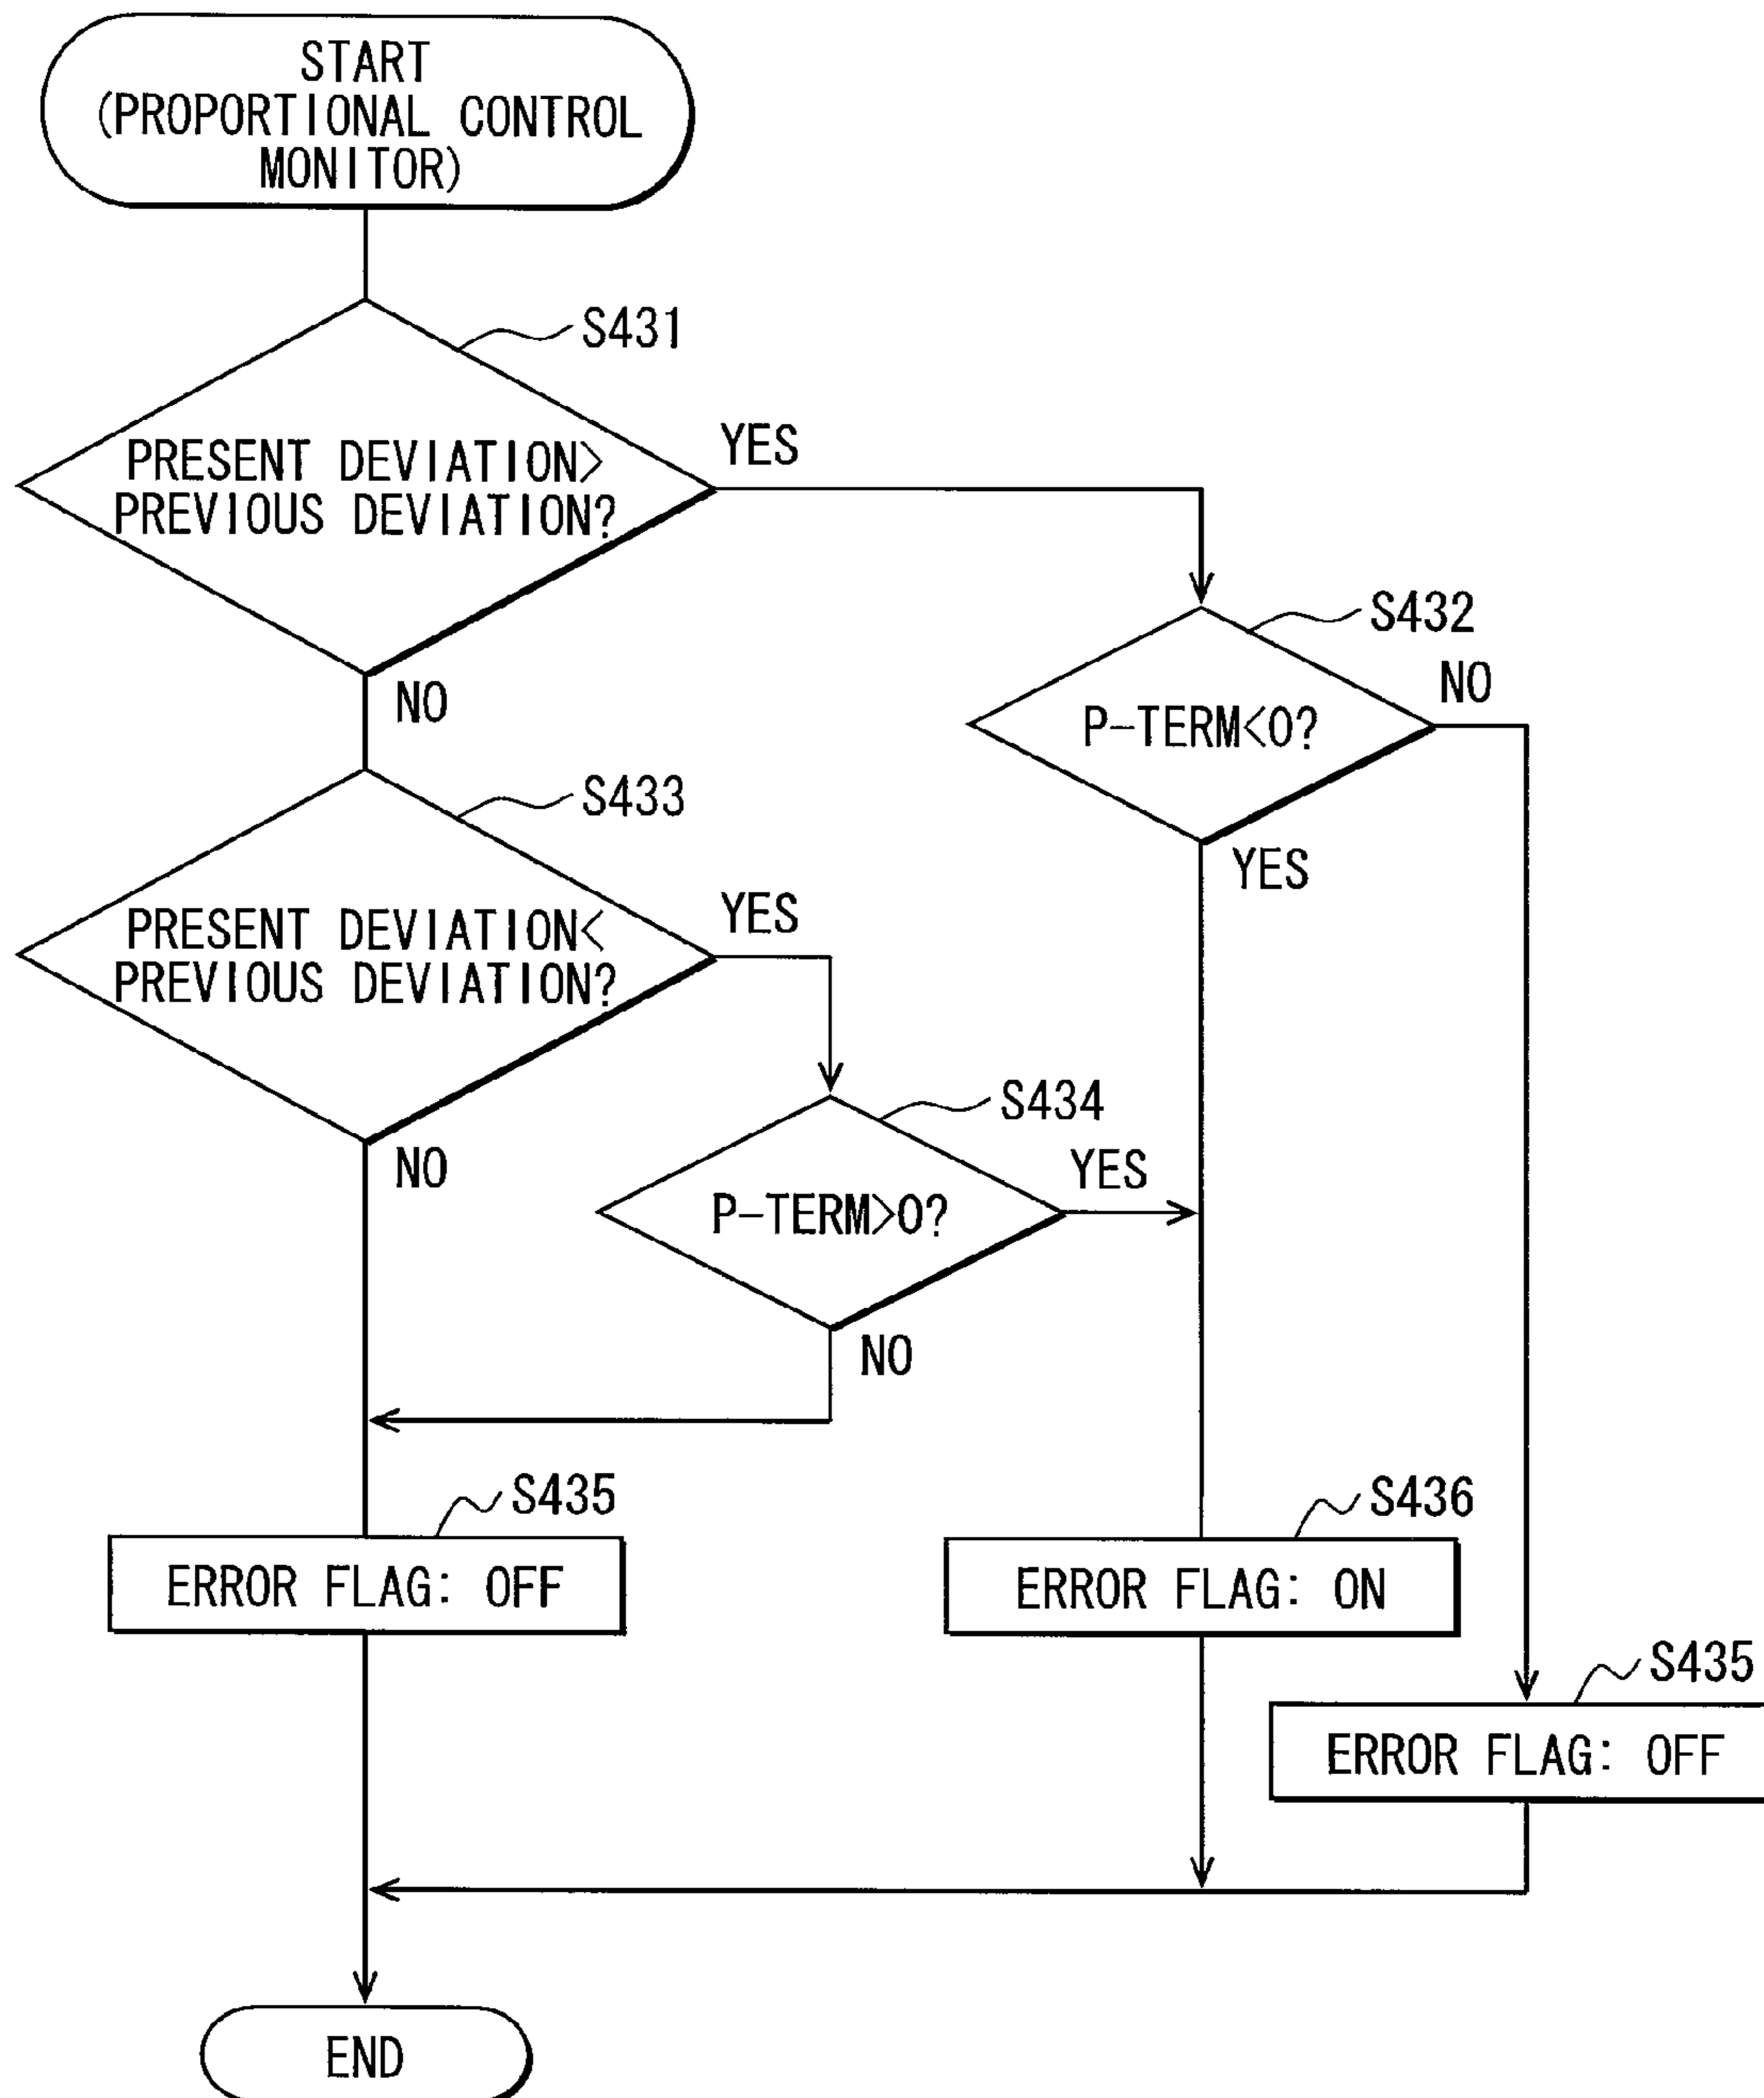 START
(PROPORTIONAL CONTROL
MONITOR)
S431
PRESENT DEVIATION>
PREVIOUS DEVIATION?
YES
NO
S432
P-TERM<0?
NO
YES
S433
PRESENT DEVIATION<
PREVIOUS DEVIATION?
YES
NO
S434
P-TERM>0?
YES
NO
S435
ERROR FLAG: OFF
S436
ERROR FLAG: ON
S435
ERROR FLAG: OFF
END